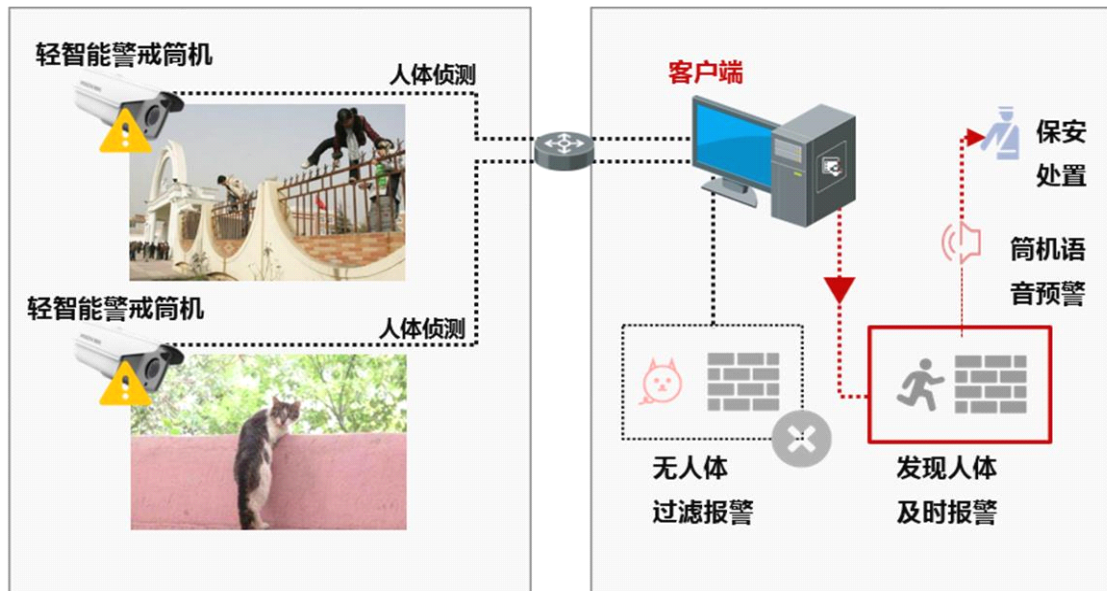 轻智能警戒筒机
人体侦测
轻智能警戒筒机
人体侦测
客户端
保安
处置
筒机语
音预警
无人体
过滤报警
发现人体
及时报警